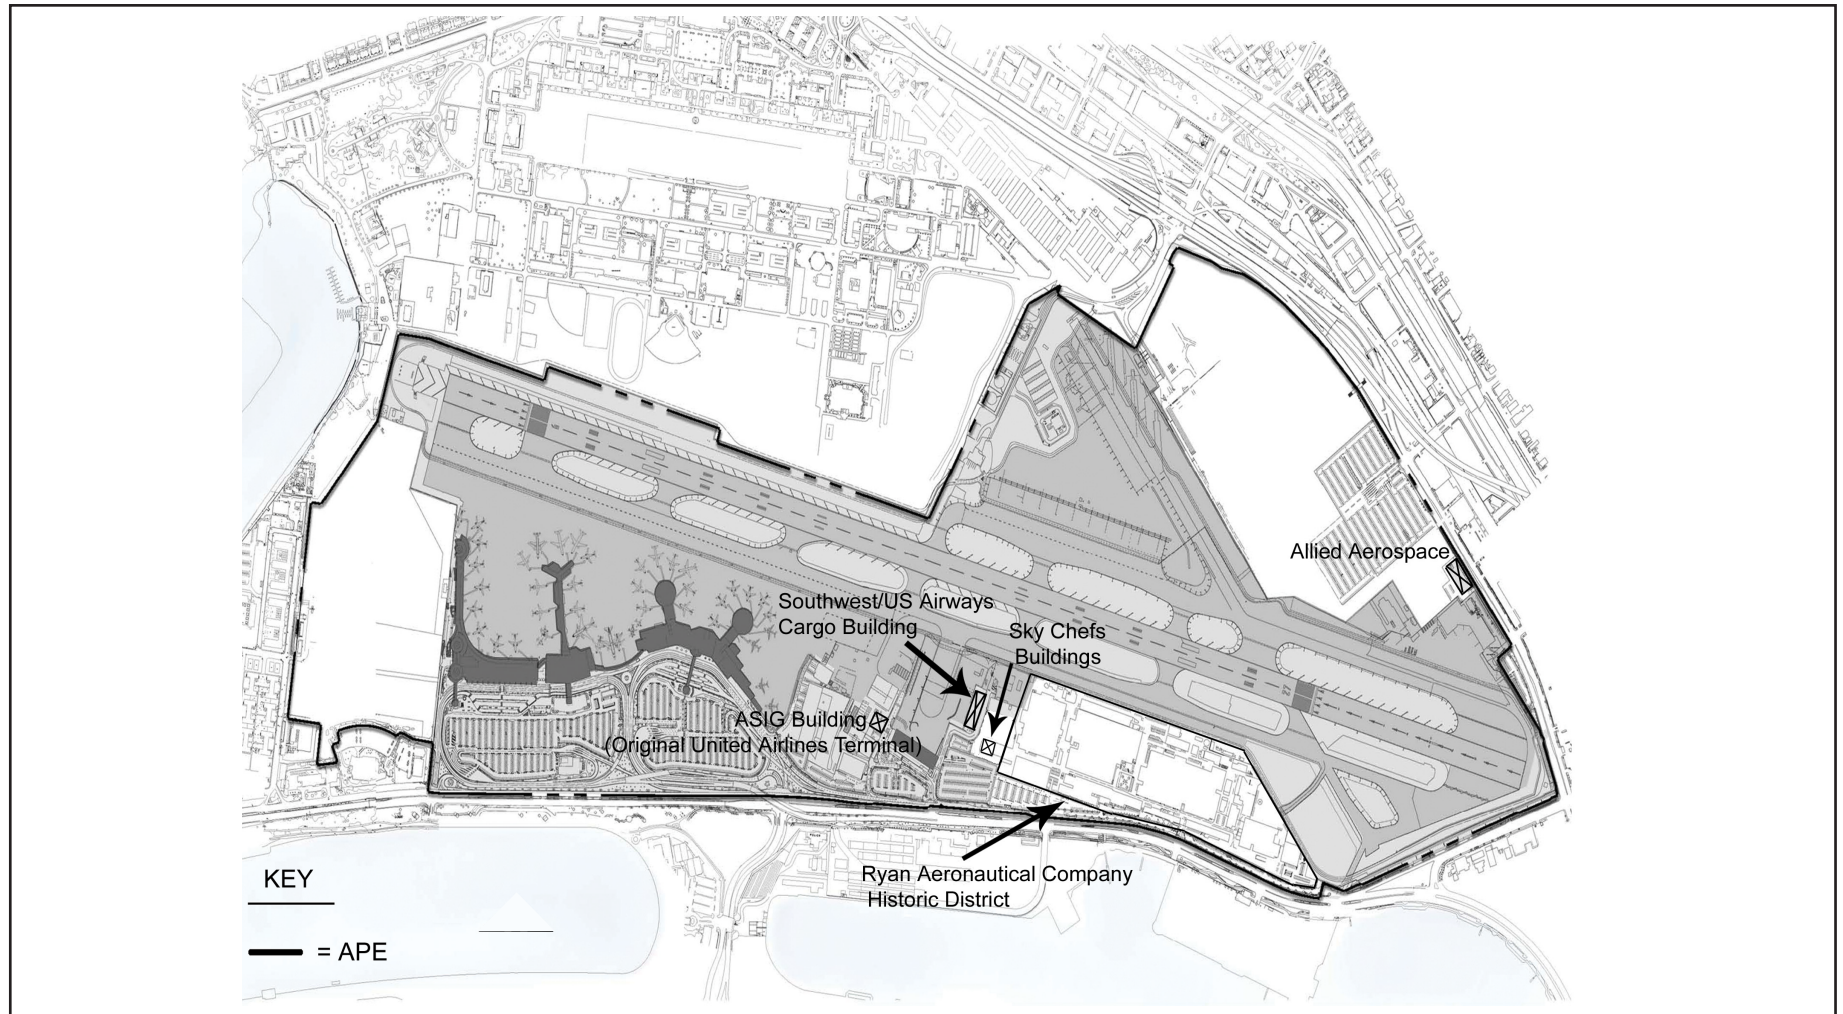 Allied Aerospace
Southwest/US Airways
Cargo Building
Sky Chefs
Buildings
ASIG Building
(Original United Airlines Terminal)
Ryan Aeronautical Company
Historic District
KEY
= APE
27